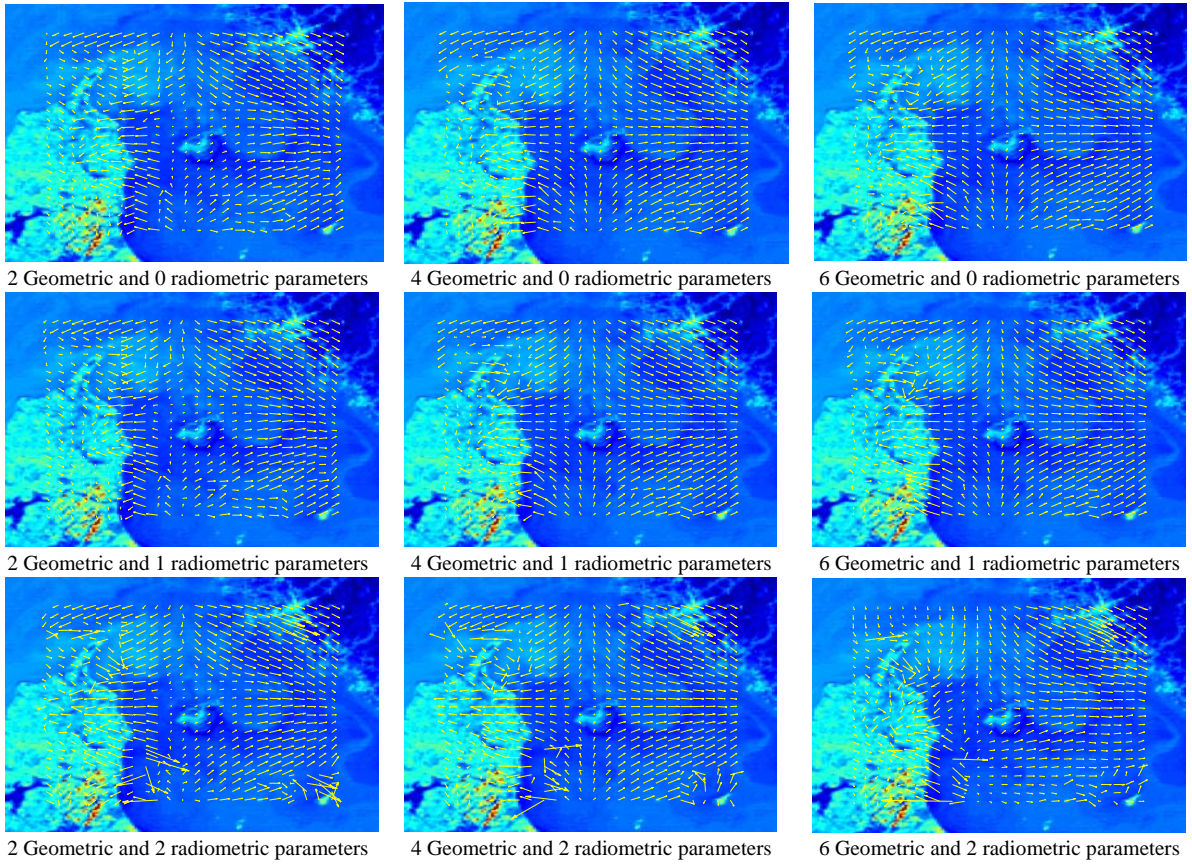 2 Geometric and 0 radiometric parameters
4 Geometric and 0 radiometric parameters
6 Geometric and 0 radiometric parameters
2 Geometric and 1 radiometric parameters
4 Geometric and 1 radiometric parameters
6 Geometric and 1 radiometric parameters
2 Geometric and 2 radiometric parameters
4 Geometric and 2 radiometric parameters
6 Geometric and 2 radiometric parameters